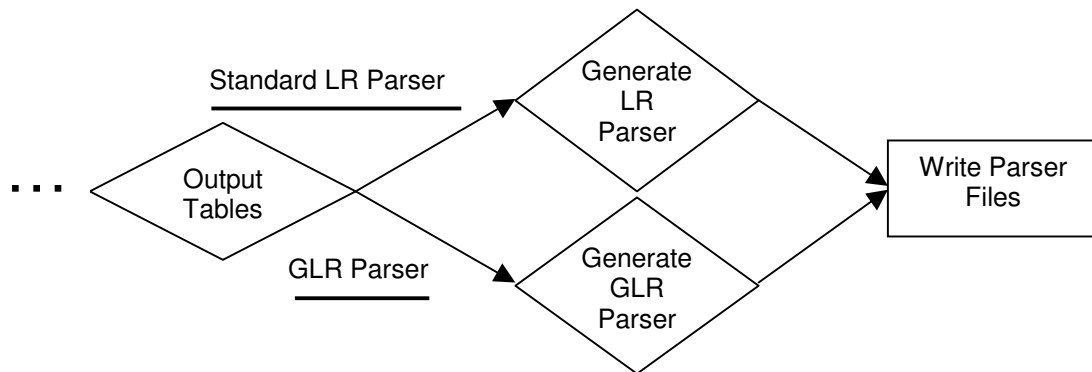 Standard LR Parser
Generate
LR
Parser
...
Output
Tables
Write Parser
Files
GLR Parser
Generate
GLR
Parser